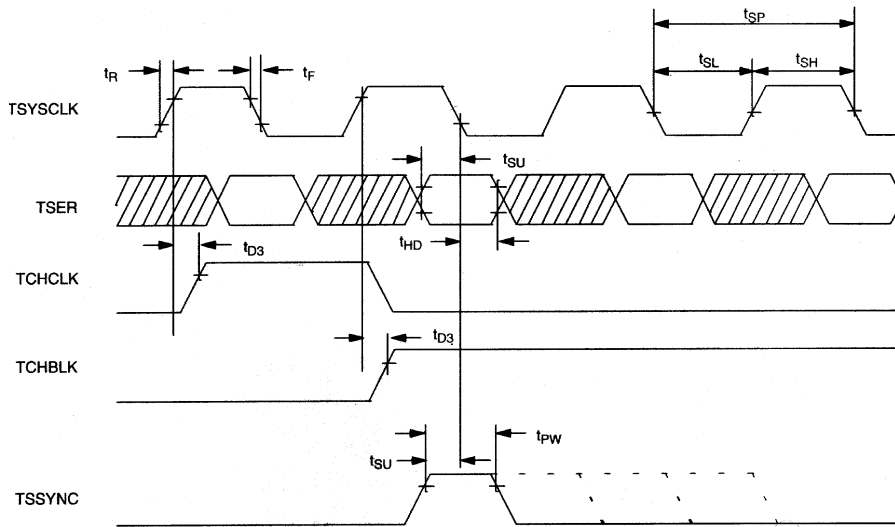 tSP
tR
tF
tSL
tSH
TSYSCLK
tSU
TSER
tHD
tD3
TCHCLK
tD3
TCHBLK
tSU
tPW
TSSYNC